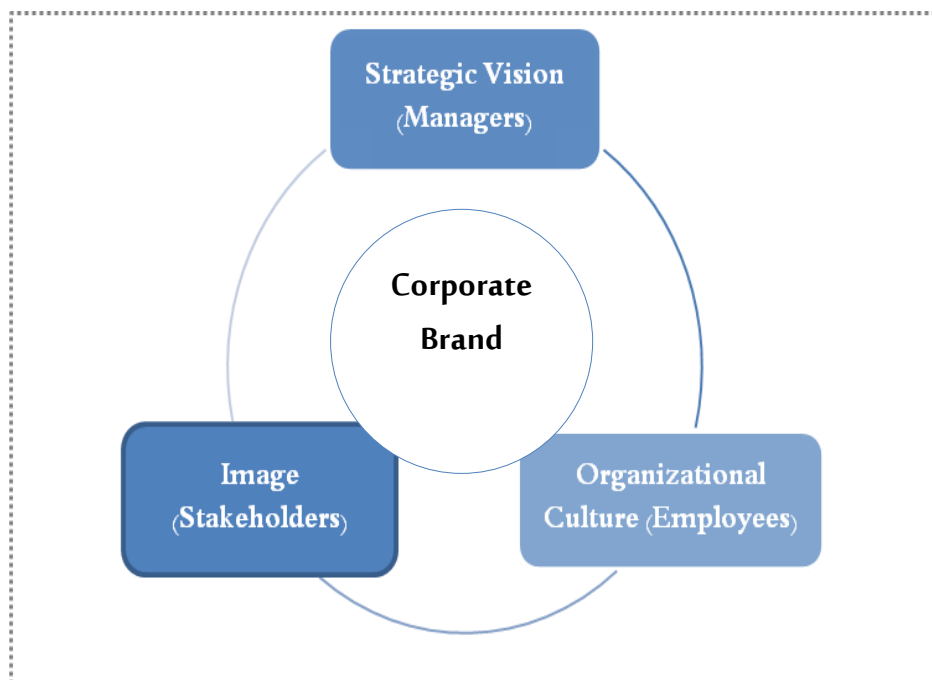 Strategic Vision
(Managers)
Corporate
Brand
Image
(Stakeholders)
Organizational
Culture (Employees)